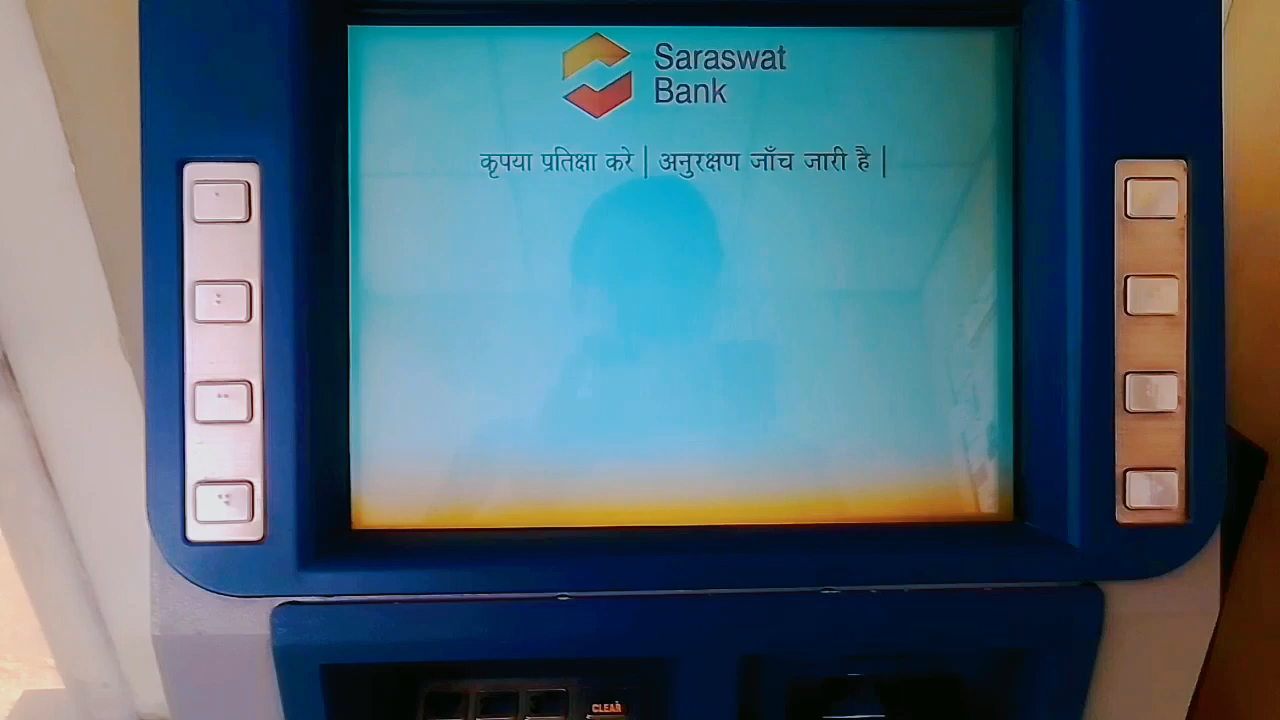 Saraswat
Bank
कृपया प्रतिक्षा करे | अनुरक्षण जाँच जारी है |
CLEAR